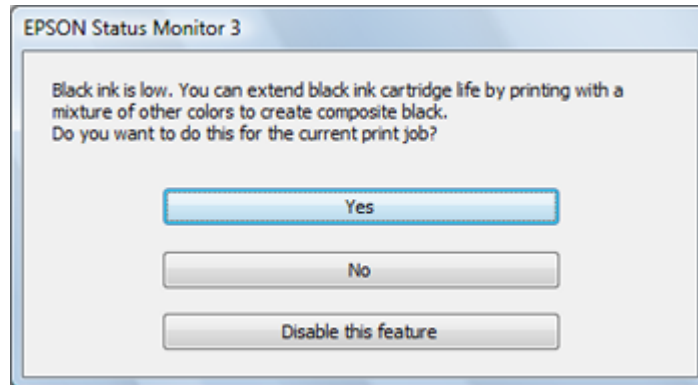 EPSON Status Monitor 3
Black ink is low. You can extend black ink cartridge life by printing with a
mixture of other colors to create composite black.
Do you want to do this for the current print job?
Yes
No
Disable this feature